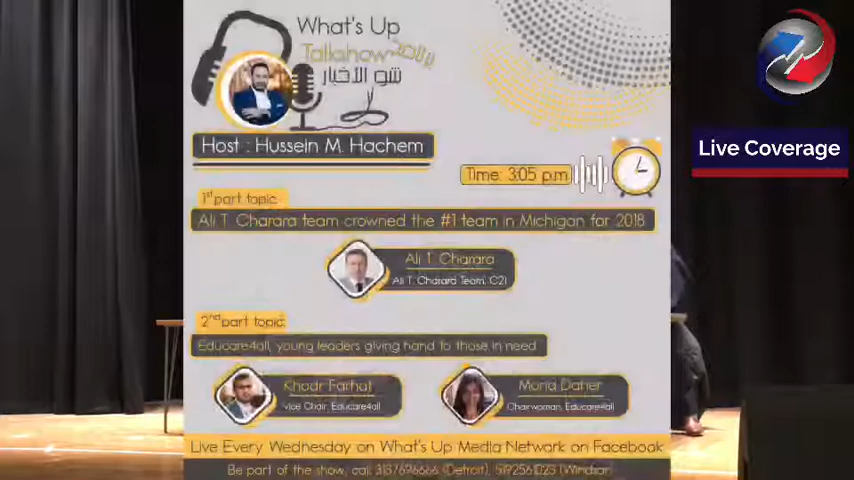 What's Up
Talkshow
شو الأخبار
Live Coverage
Host : Hussein M. Hachem
Time: 3:05 p.m
1st part topic:
Ali T. Charara team crowned the #1 team in Michigan for 2018
Ali T. Charara
Ali T. Charara Team, C21
2nd part topic:
Educare4all, young leaders giving hand to those in need
Khodr Farhat
Vice Chair, Educare4all
Mona Daher
Chairwoman, Educare4all
Live Every Wednesday on What's Up Media Network on Facebook
Be part of the show, call 3137696666 (Detroit), 5192561023 (Windsor)